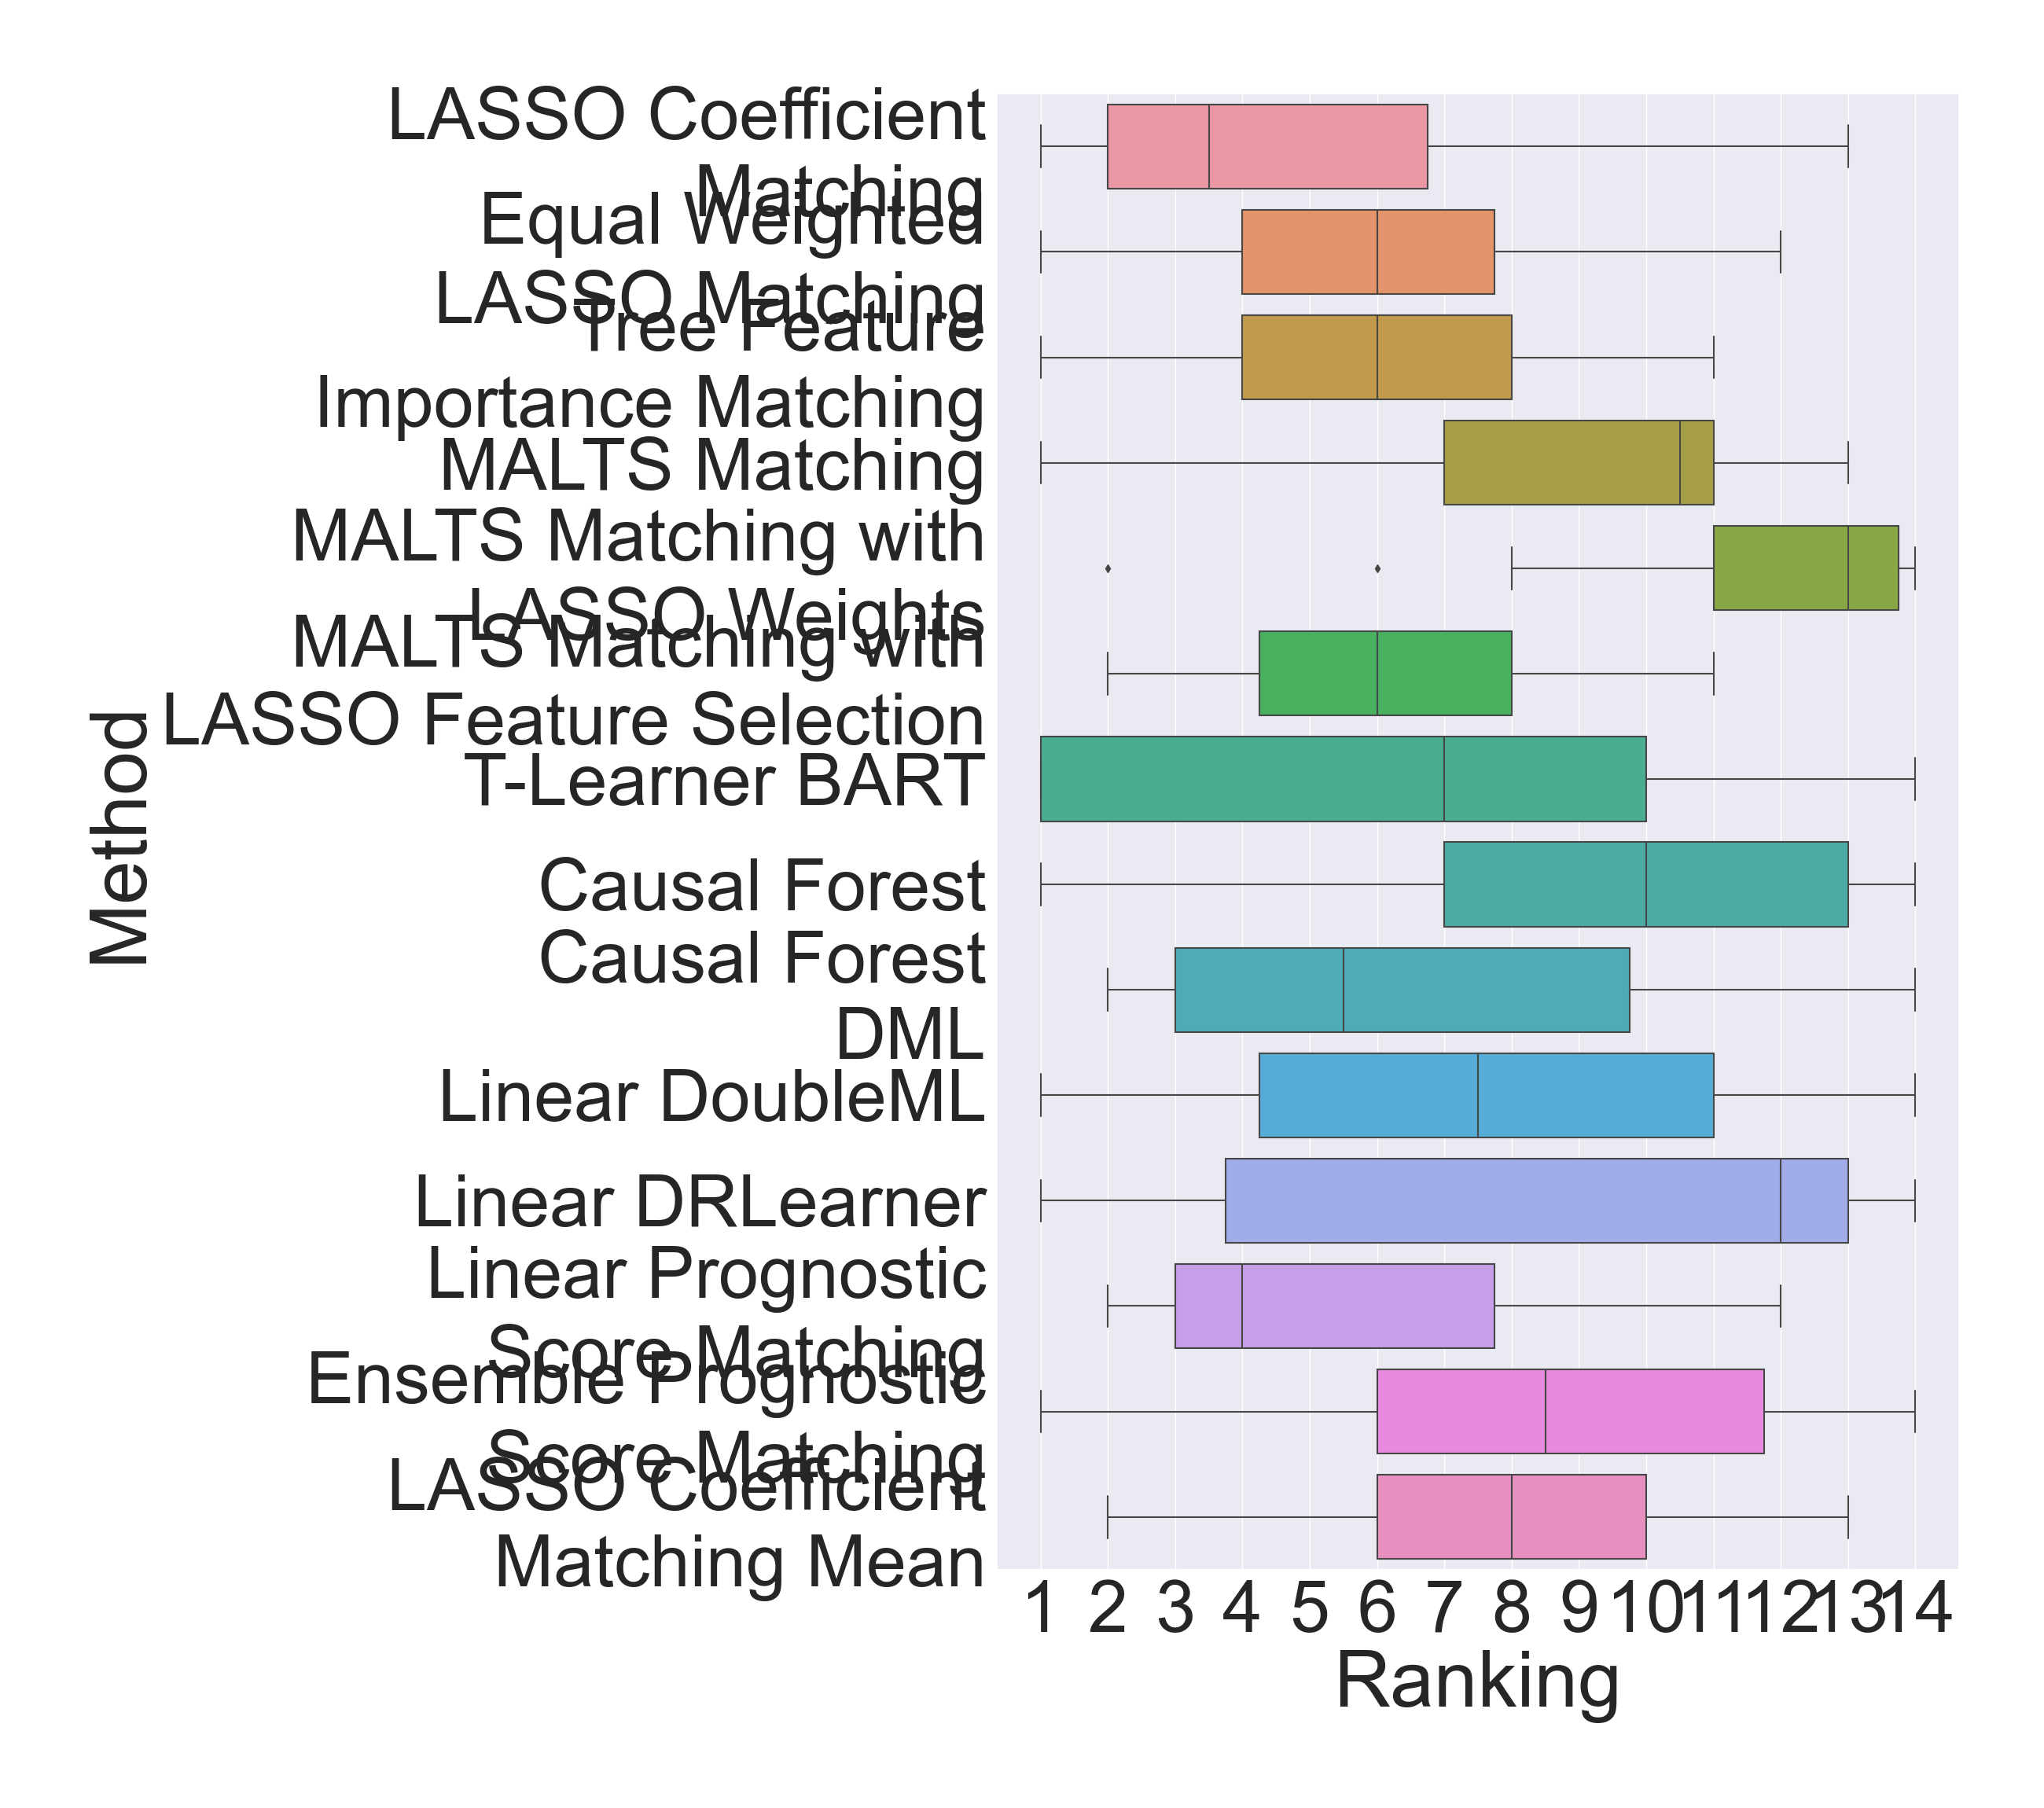 LASSO Coefficient
Matching
Equal Weighted
LASSO Matching
Tree Feature
Importance Matching
MALTS Matching
MALTS Matching with
LASSO Weights
MALTS Matching with
LASSO Feature Selection
T-Learner BART
Causal Forest
Causal Forest
DML
Linear DoubleML
Linear DRLearner
Linear Prognostic
Score Matching
Ensemble Prognostic
Score Matching
LASSO Coefficient
Matching Mean
Method
1 2 3 4 5 6 7 8 9 10 11 12 13 14
Ranking